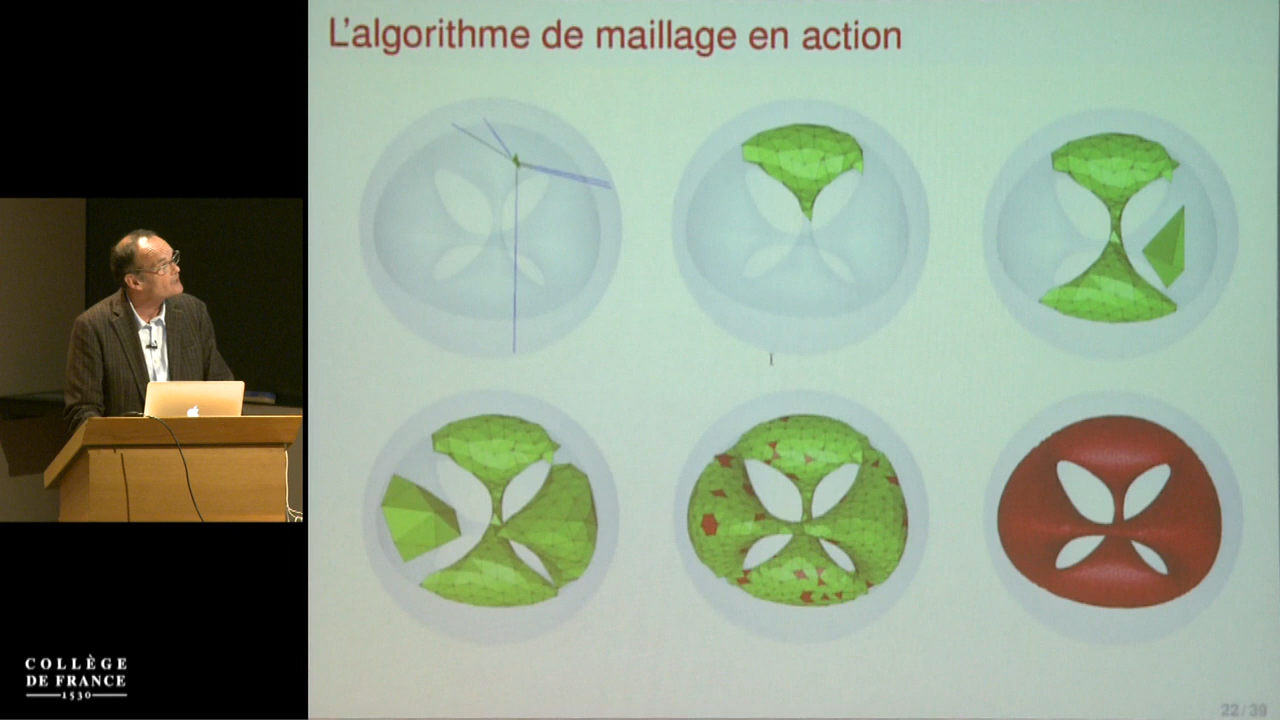 L'algorithme de maillage en action
COLLÈGE
DE FRANCE
1530
22/39